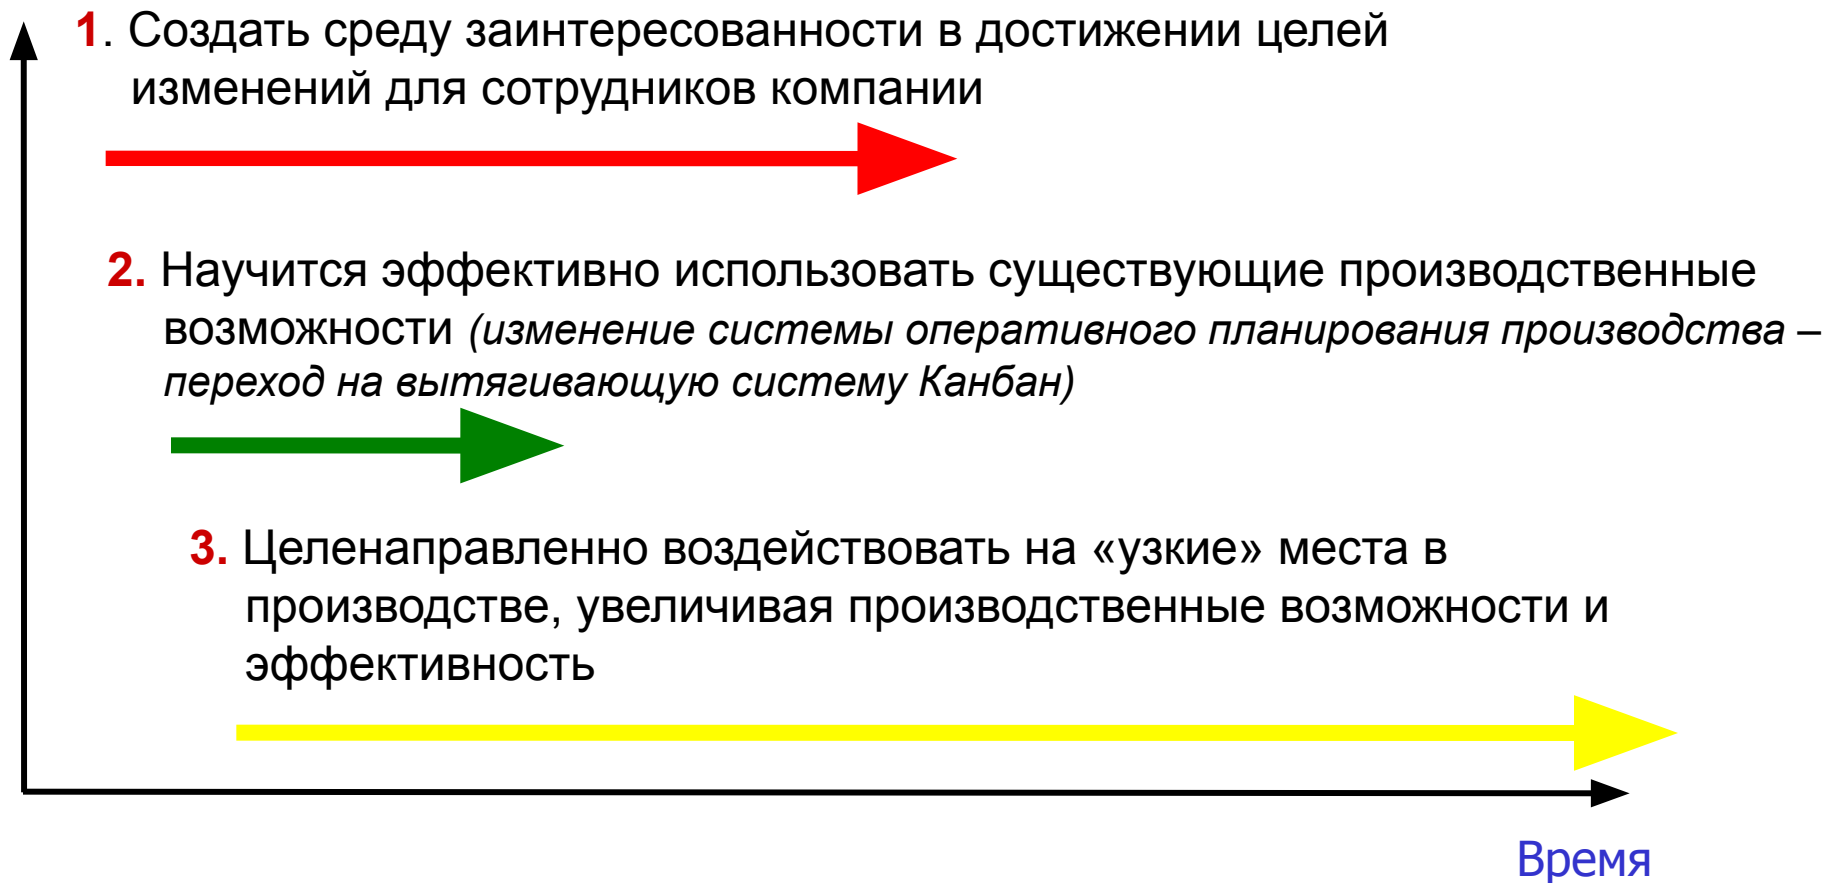 1. Создать среду заинтересованности в достижении целей
изменений для сотрудников компании
2. Научится эффективно использовать существующие производственные
возможности (изменение системы оперативного планирования производства –
переход на вытягивающую систему Канбан)
3. Целенаправленно воздействовать на «узкие» места в
производстве, увеличивая производственные возможности и
эффективность
Время